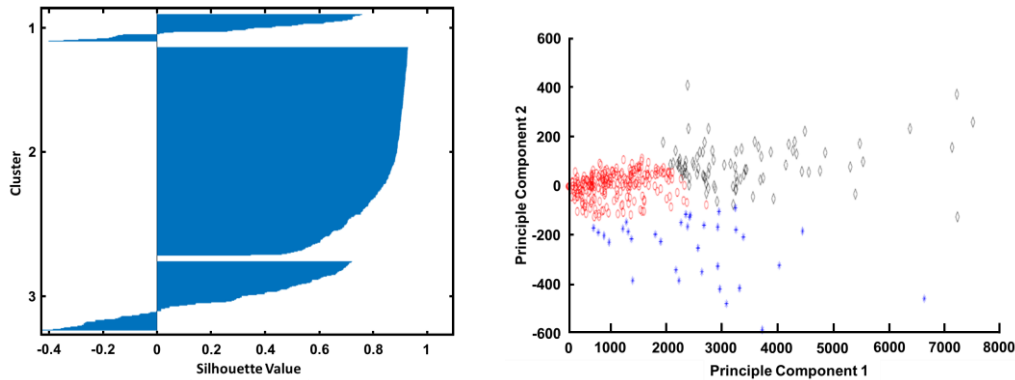 1
2
3
Cluster
-0.4 -0.2 0 0.2 0.4 0.6 0.8 1
Silhouette Value
600
400
200
0
-200
-400
-600
Principle Component 2
0 1000 2000 3000 4000 5000 6000 7000 8000
Principle Component 1